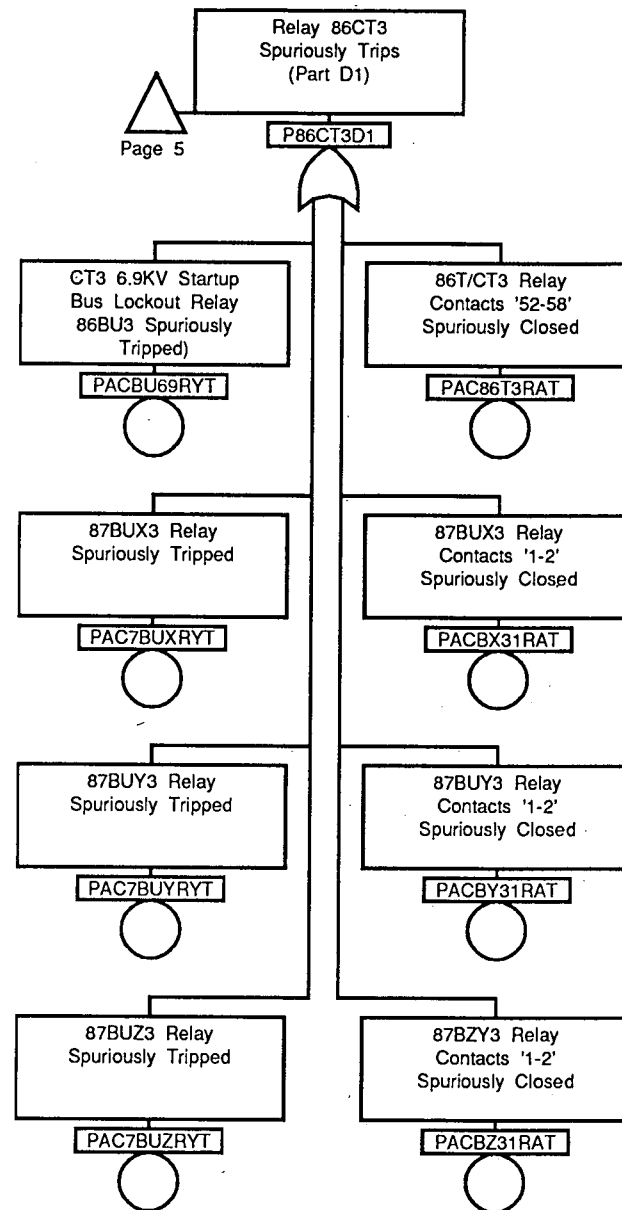 Relay 86CT3
Spuriously Trips
(Part D1)
Page 5
P86CT3D1
CT3 6.9KV Startup
Bus Lockout Relay
86BU3 Spuriously
Tripped)
PACBU69RYT
86T/CT3 Relay
Contacts '52-58'
Spuriously Closed
PAC86T3RAT
87BUX3 Relay
Spuriously Tripped
PAC7BUXRYT
87BUX3 Relay
Contacts '1-2'
Spuriously Closed
PACBX31RAT
87BUY3 Relay
Spuriously Tripped
PAC7BUYRYT
87BUY3 Relay
Contacts '1-2'
Spuriously Closed
PACBY31RAT
87BUZ3 Relay
Spuriously Tripped
PAC7BUZRYT
87BZY3 Relay
Contacts '1-2'
Spuriously Closed
PACBZ31RAT